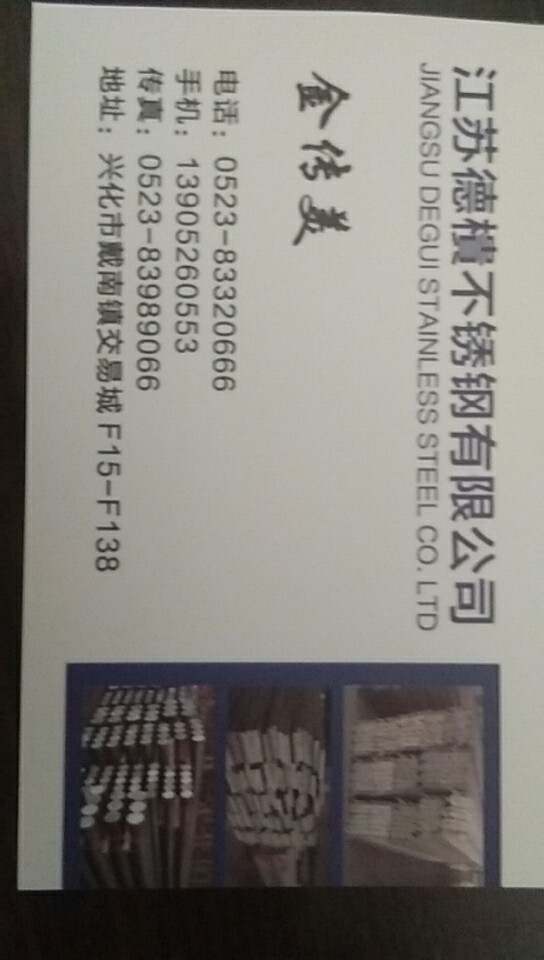 江苏德樻不锈钢有限公司
JIANGSU DEGUI STAINLESS STEEL CO. LTD
金传美
电话：0523-83320666
手机：13905260553
传真：0523-83989066
地址：兴化市戴南镇交易城 F15-F138